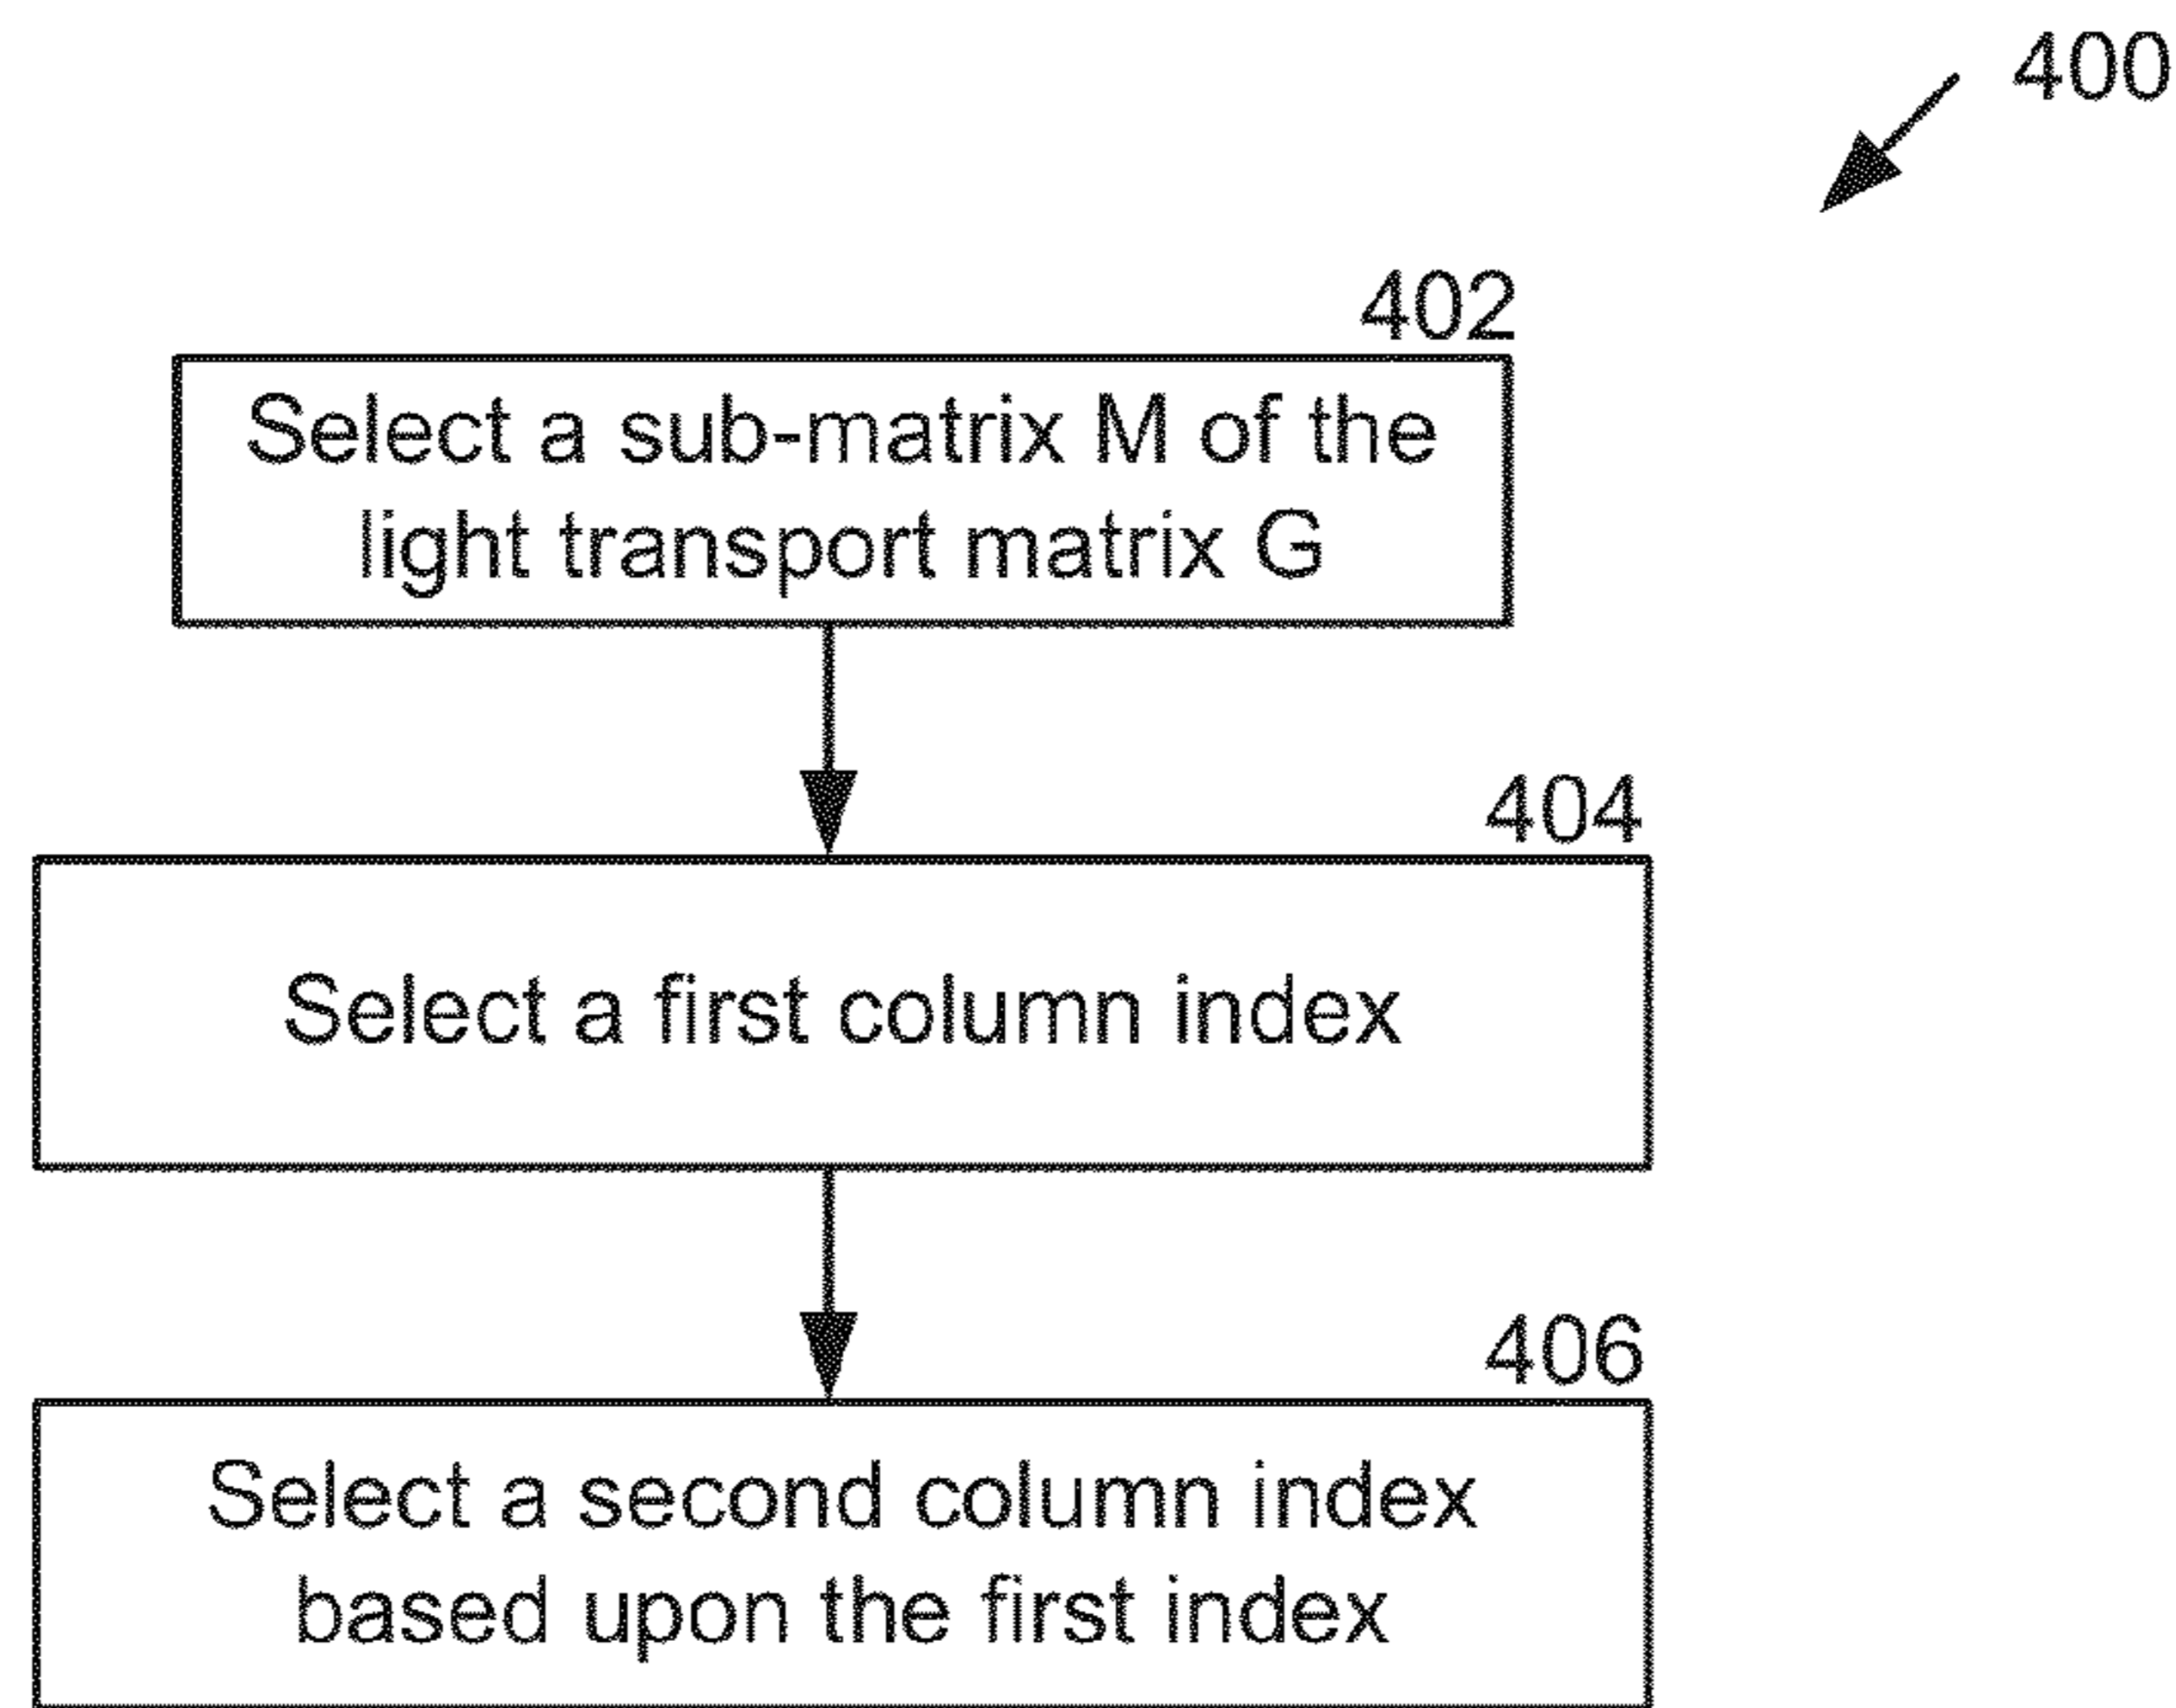 400
402
Select a sub-matrix M of the
light transport matrix G
404
Select a first column index
406
Select a second column index
based upon the first index